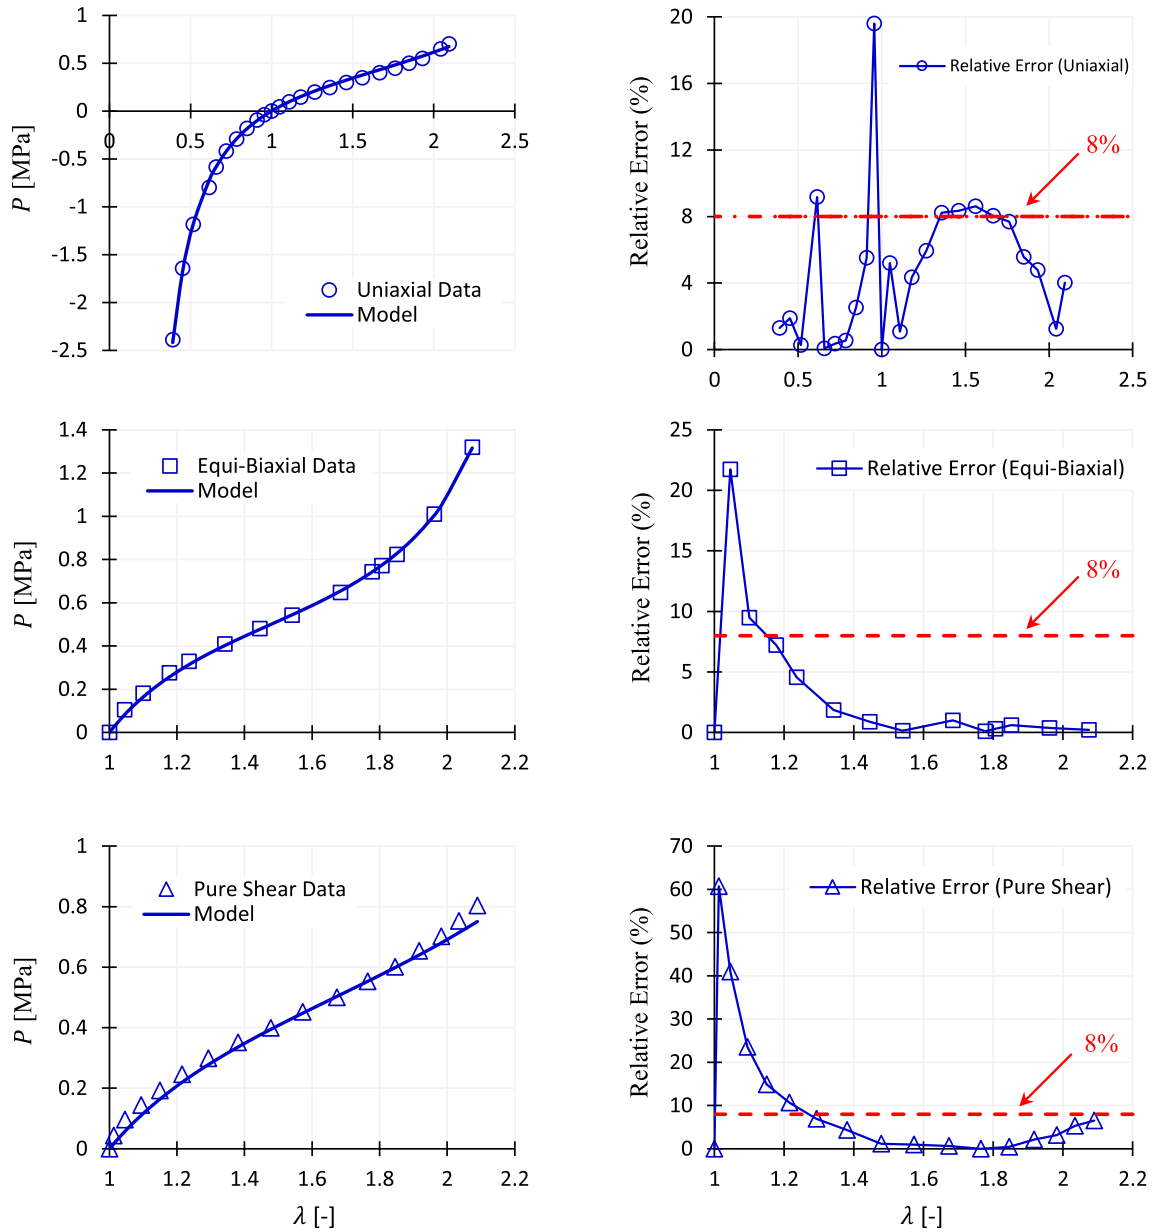 1
0.5
0
-0.5
-1
-1.5
-2
-2.5
0 0.5 1 1.5 2 2.5
P [MPa]
Uniaxial Data
Model
20
16
12
8
4
0
0 0.5 1 1.5 2 2.5
Relative Error (%)
Relative Error (Uniaxial)
8%
1.4
1.2
1
0.8
0.6
0.4
0.2
0
1 1.2 1.4 1.6 1.8 2 2.2
P [MPa]
Equi-Biaxial Data
Model
25
20
15
10
5
0
1 1.2 1.4 1.6 1.8 2 2.2
Relative Error (%)
Relative Error (Equi-Biaxial)
8%
1
0.8
0.6
0.4
0.2
0
1 1.2 1.4 1.6 1.8 2 2.2
P [MPa]
Pure Shear Data
Model
λ [-]
70
60
50
40
30
20
10
0
1 1.2 1.4 1.6 1.8 2 2.2
Relative Error (%)
Relative Error (Pure Shear)
8%
λ [-]